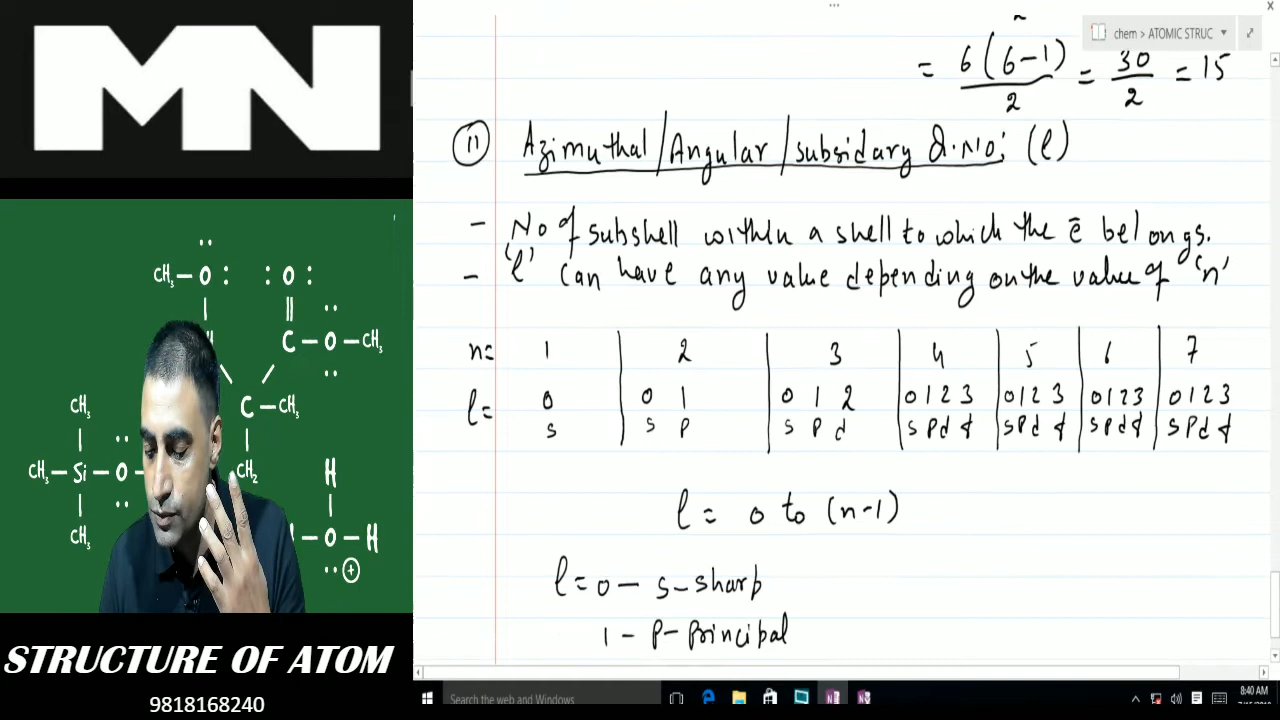 MN
CH3 — O : : O :
C — O — CH3
CH3 C — CH3
CH3 — Si — O CH2 H
CH3 — O — H
+
STRUCTURE OF ATOM
9818168240
chem > ATOMIC STRUC
= 6(6-1)/2 = 30/2 = 15
II Azimuthal/Angular/subsidary Q.No; (l)
- No of subshell within a shell to which the ē belongs.
- 'l' can have any value depending on the value of 'n'
n= 1 2 3 4 5 6 7
l= 0 0 1 0 1 2 0 1 2 3 0 1 2 3 0 1 2 3 0 1 2 3
s s p s p d s p d f s p d f s p d f s p d f
l = 0 to (n-1)
l = 0 - s - sharp
1 - p - principal
Search the web and Windows
8:40 AM